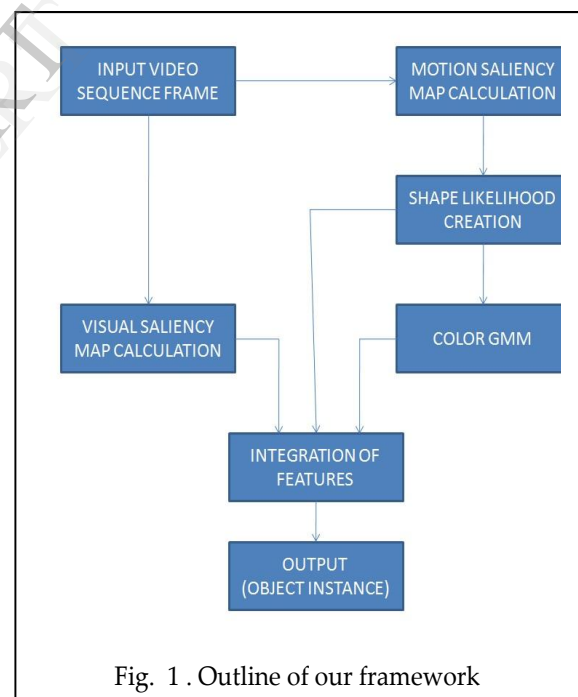 INPUT VIDEO
SEQUENCE FRAME
MOTION SALIENCY
MAP CALCULATION
SHAPE LIKELIHOOD
CREATION
VISUAL SALIENCY
MAP CALCULATION
COLOR GMM
INTEGRATION OF
FEATURES
OUTPUT
(OBJECT INSTANCE)
Fig. 1 . Outline of our framework